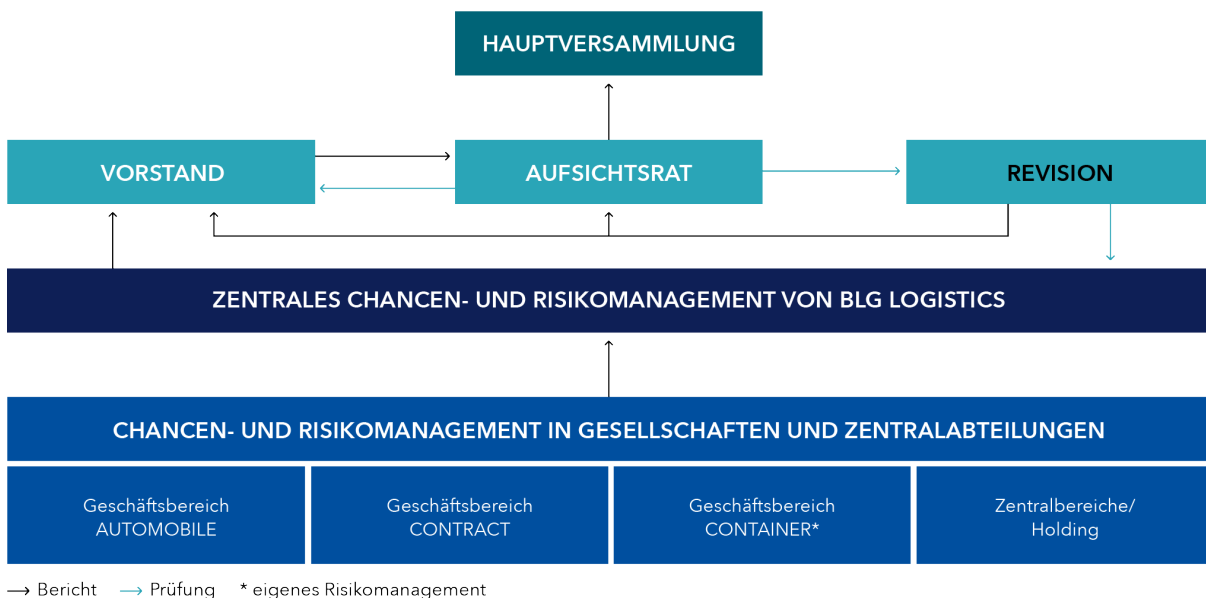 HAUPTVERSAMMLUNG
VORSTAND
AUFSICHTSRAT
REVISION
ZENTRALES CHANCEN- UND RISIKOMANAGEMENT VON BLG LOGISTICS
CHANCEN- UND RISIKOMANAGEMENT IN GESELLSCHAFTEN UND ZENTRALABTEILUNGEN
Geschäftsbereich
AUTOMOBILE
Geschäftsbereich
CONTRACT
Geschäftsbereich
CONTAINER*
Zentralbereiche/
Holding
→ Bericht → Prüfung * eigenes Risikomanagement